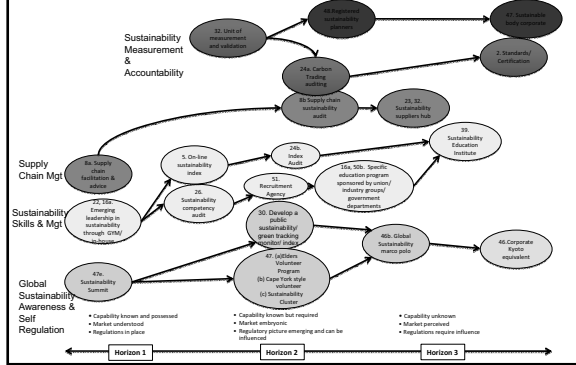 Sustainability
Measurement
&
Accountability
32. Unit of
measurement
and validation
48 Registered
sustainability
planners
47. Sustainable
body corporate
24a. Carbon
Trading
auditing
2. Standards/
Certification
8b Supply chain
sustainability
audit
23, 32.
Sustainability
suppliers hub
Supply
Chain Mgt
8a. Supply
chain
facilitation &
advice
5. On-line
sustainability
index
24b.
Index
Audit
39.
Sustainability
Education
Institute
Sustainability
Skills & Mgt
22, 16a.
Emerging
leadership in
sustainability
through GYM/
in-house
26.
Sustainability
competency
audit
51.
Recruitment
Agency
16a, 50b. Specific
education program
sponsored by union/
industry groups/
government
departments
30. Develop a
public
sustainability/
green tracking
monitor/ index
46b. Global
Sustainability
marco polo
46.Corporate
Kyoto
equivalent
Global
Sustainability
Awareness &
Self
Regulation
47e.
Sustainability
Summit
47. (a)Elders
Volunteer
Program
(b) Cape York style
volunteer
(c) Sustainability
Cluster
• Capability known and possessed
• Market understood
• Regulations in place
• Capability known but required
• Market embryonic
• Regulatory picture emerging and can be
influenced
• Capability unknown
• Market perceived
• Regulations require influence
Horizon 1
Horizon 2
Horizon 3